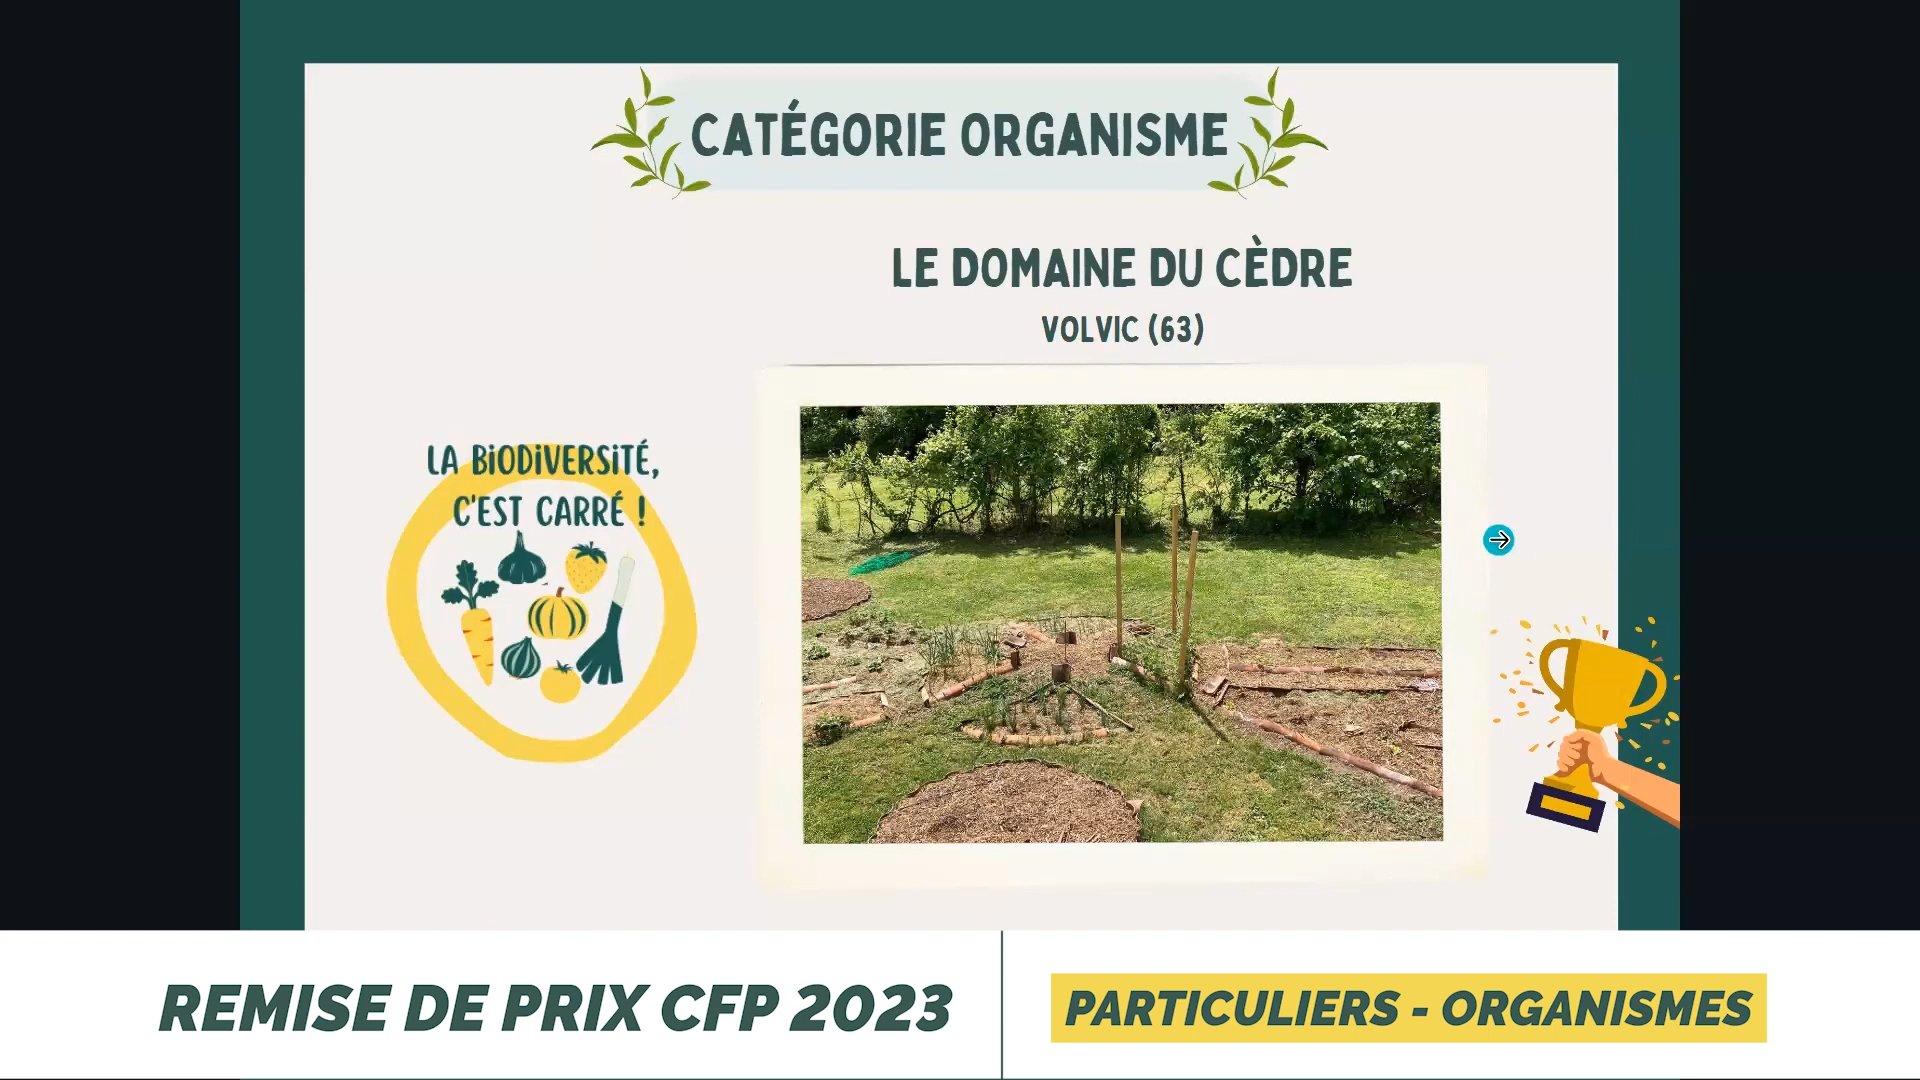 CATÉGORIE ORGANISME
LE DOMAINE DU CÈDRE
VOLVIC (63)
LA BiODiVERSiTÉ,
C'EST CARRÉ !
REMISE DE PRIX CFP 2023
PARTICULIERS - ORGANISMES